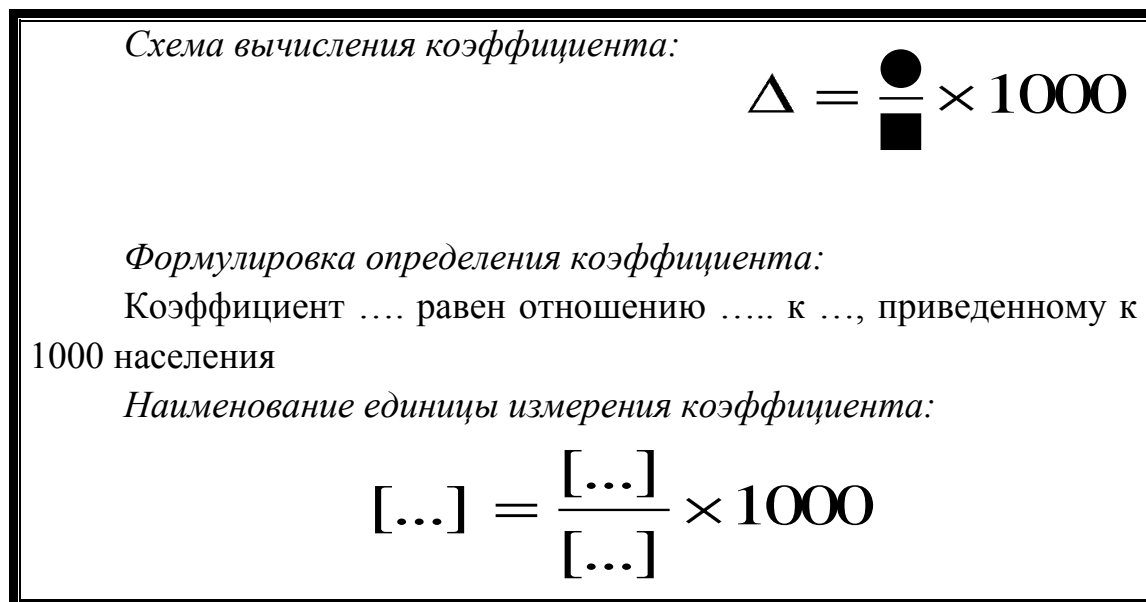 Схема вычисления коэффициента:
Δ = ●/■ × 1000
Формулировка определения коэффициента:
Коэффициент …. равен отношению ….. к …, приведенному к
1000 населения
Наименование единицы измерения коэффициента:
[...] = [...]/[...] × 1000